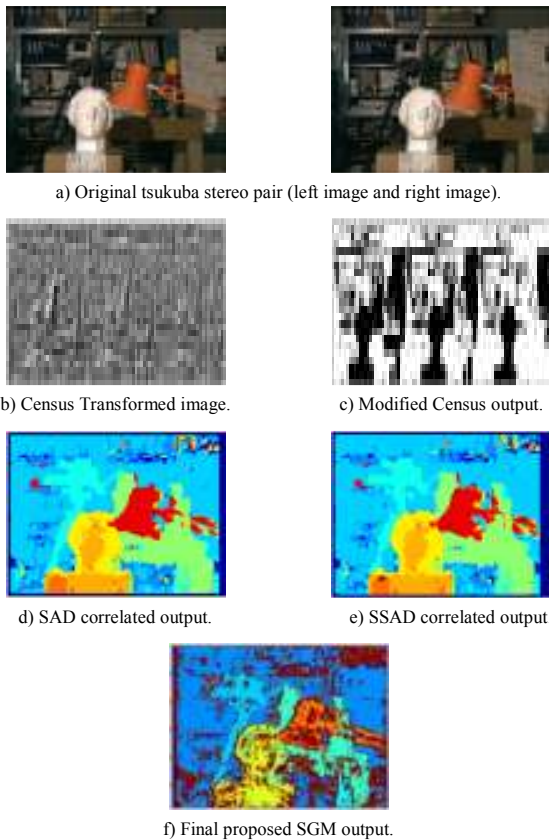 a) Original tsukuba stereo pair (left image and right image).
b) Census Transformed image.
c) Modified Census output.
d) SAD correlated output.
e) SSAD correlated output
f) Final proposed SGM output.